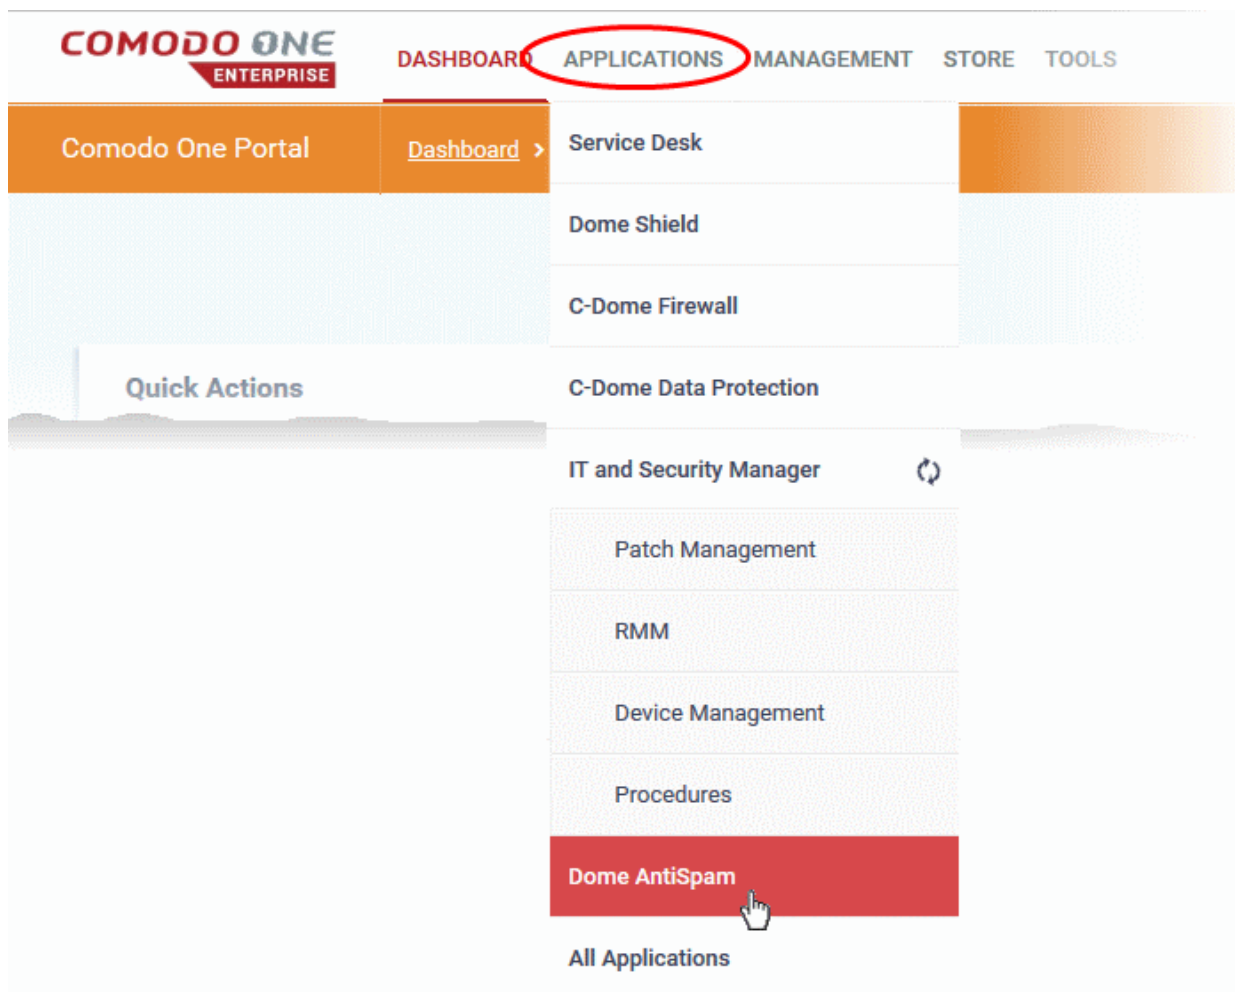 COMODO ONE
ENTERPRISE
DASHBOARD APPLICATIONS MANAGEMENT STORE TOOLS
Comodo One Portal
Dashboard >
Service Desk
Dome Shield
C-Dome Firewall
Quick Actions
C-Dome Data Protection
IT and Security Manager
Patch Management
RMM
Device Management
Procedures
Dome AntiSpam
All Applications